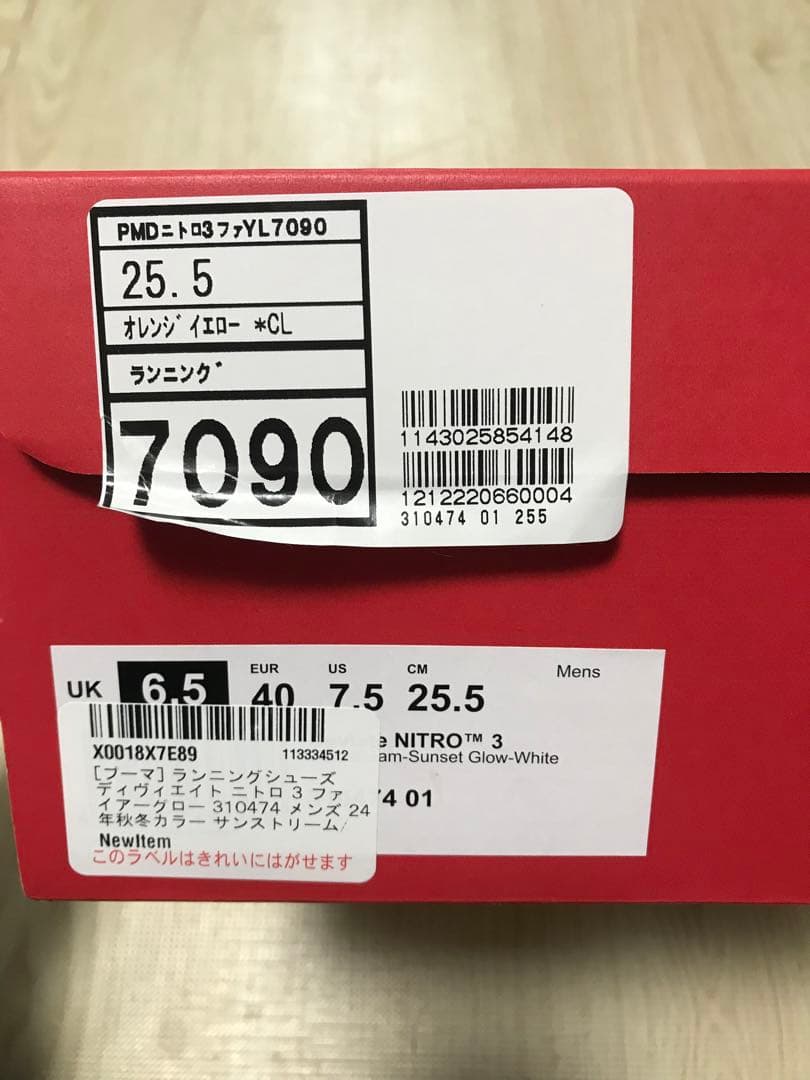 PMDニトロ3ファYL7090
25.5
オレンジイエロー *CL
ランニング
7090
1143025854148
1212220660004
310474 01 255
UK 6.5 EUR 40 US 7.5 CM 25.5 Mens
NITRO™ 3
am-Sunset Glow-White
74 01
X0018X7E89 113334512
[プーマ] ランニングシューズ
ディヴィエイト ニトロ 3 ファ
イアーグロー 310474 メンズ 24
年秋冬カラー サンストリーム/
NewItem
このラベルはきれいにはがせます